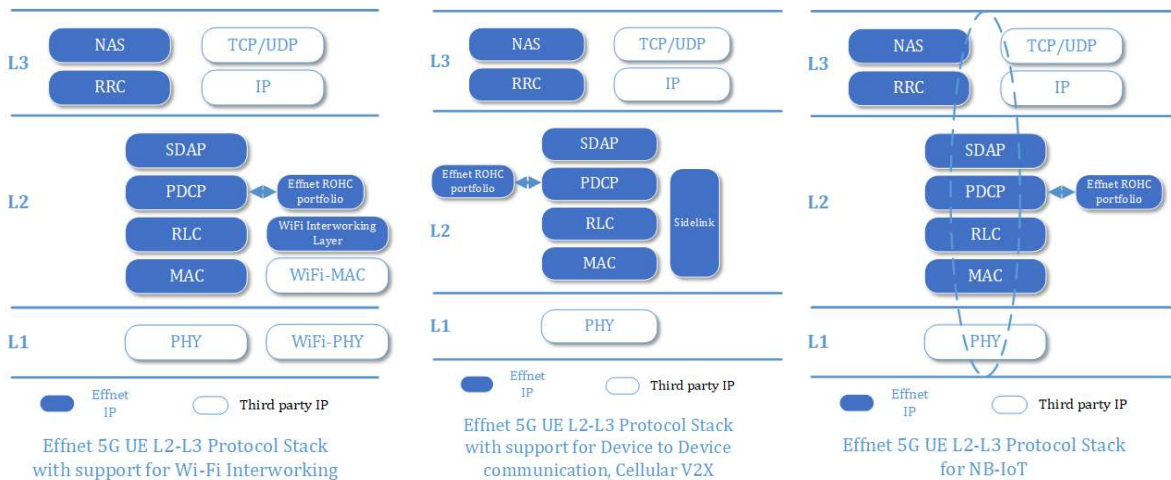 L3
NAS
TCP/UDP
RRC
IP
SDAP
L2
PDCP
Effnet ROHC
portfolio
RLC
WiFi Interworking
Layer
MAC
WiFi-MAC
L1
PHY
WiFi-PHY
Effnet
IP
Third party IP
Effnet 5G UE L2-L3 Protocol Stack
with support for Wi-Fi Interworking
L3
NAS
TCP/UDP
RRC
IP
SDAP
Effnet ROHC
portfolio
PDCP
L2
RLC
Sidelink
MAC
L1
PHY
Effnet
IP
Third party IP
Effnet 5G UE L2-L3 Protocol Stack
with support for Device to Device
communication, Cellular V2X
L3
NAS
TCP/UDP
RRC
IP
SDAP
L2
PDCP
Effnet ROHC
portfolio
RLC
MAC
L1
PHY
Effnet
IP
Third party IP
Effnet 5G UE L2-L3 Protocol Stack
for NB-IoT